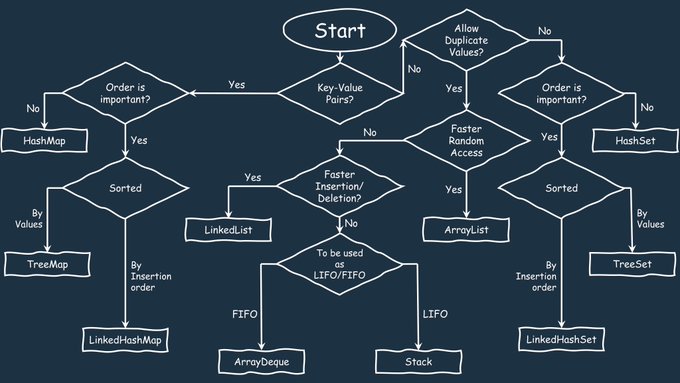 Start
Allow
Duplicate
Values?
No
No
Yes
Key-Value
Pairs?
Yes
Order is
important?
No
HashMap
Yes
Sorted
By
Values
TreeMap
By
Insertion
order
LinkedHashMap
Faster
Random
Access
No
Yes
ArrayList
Faster
Insertion/
Deletion?
Yes
LinkedList
No
To be used
as
LIFO/FIFO
FIFO
ArrayDeque
LIFO
Stack
Order is
important?
No
HashSet
Yes
Sorted
By
Values
TreeSet
By
Insertion
order
LinkedHashSet